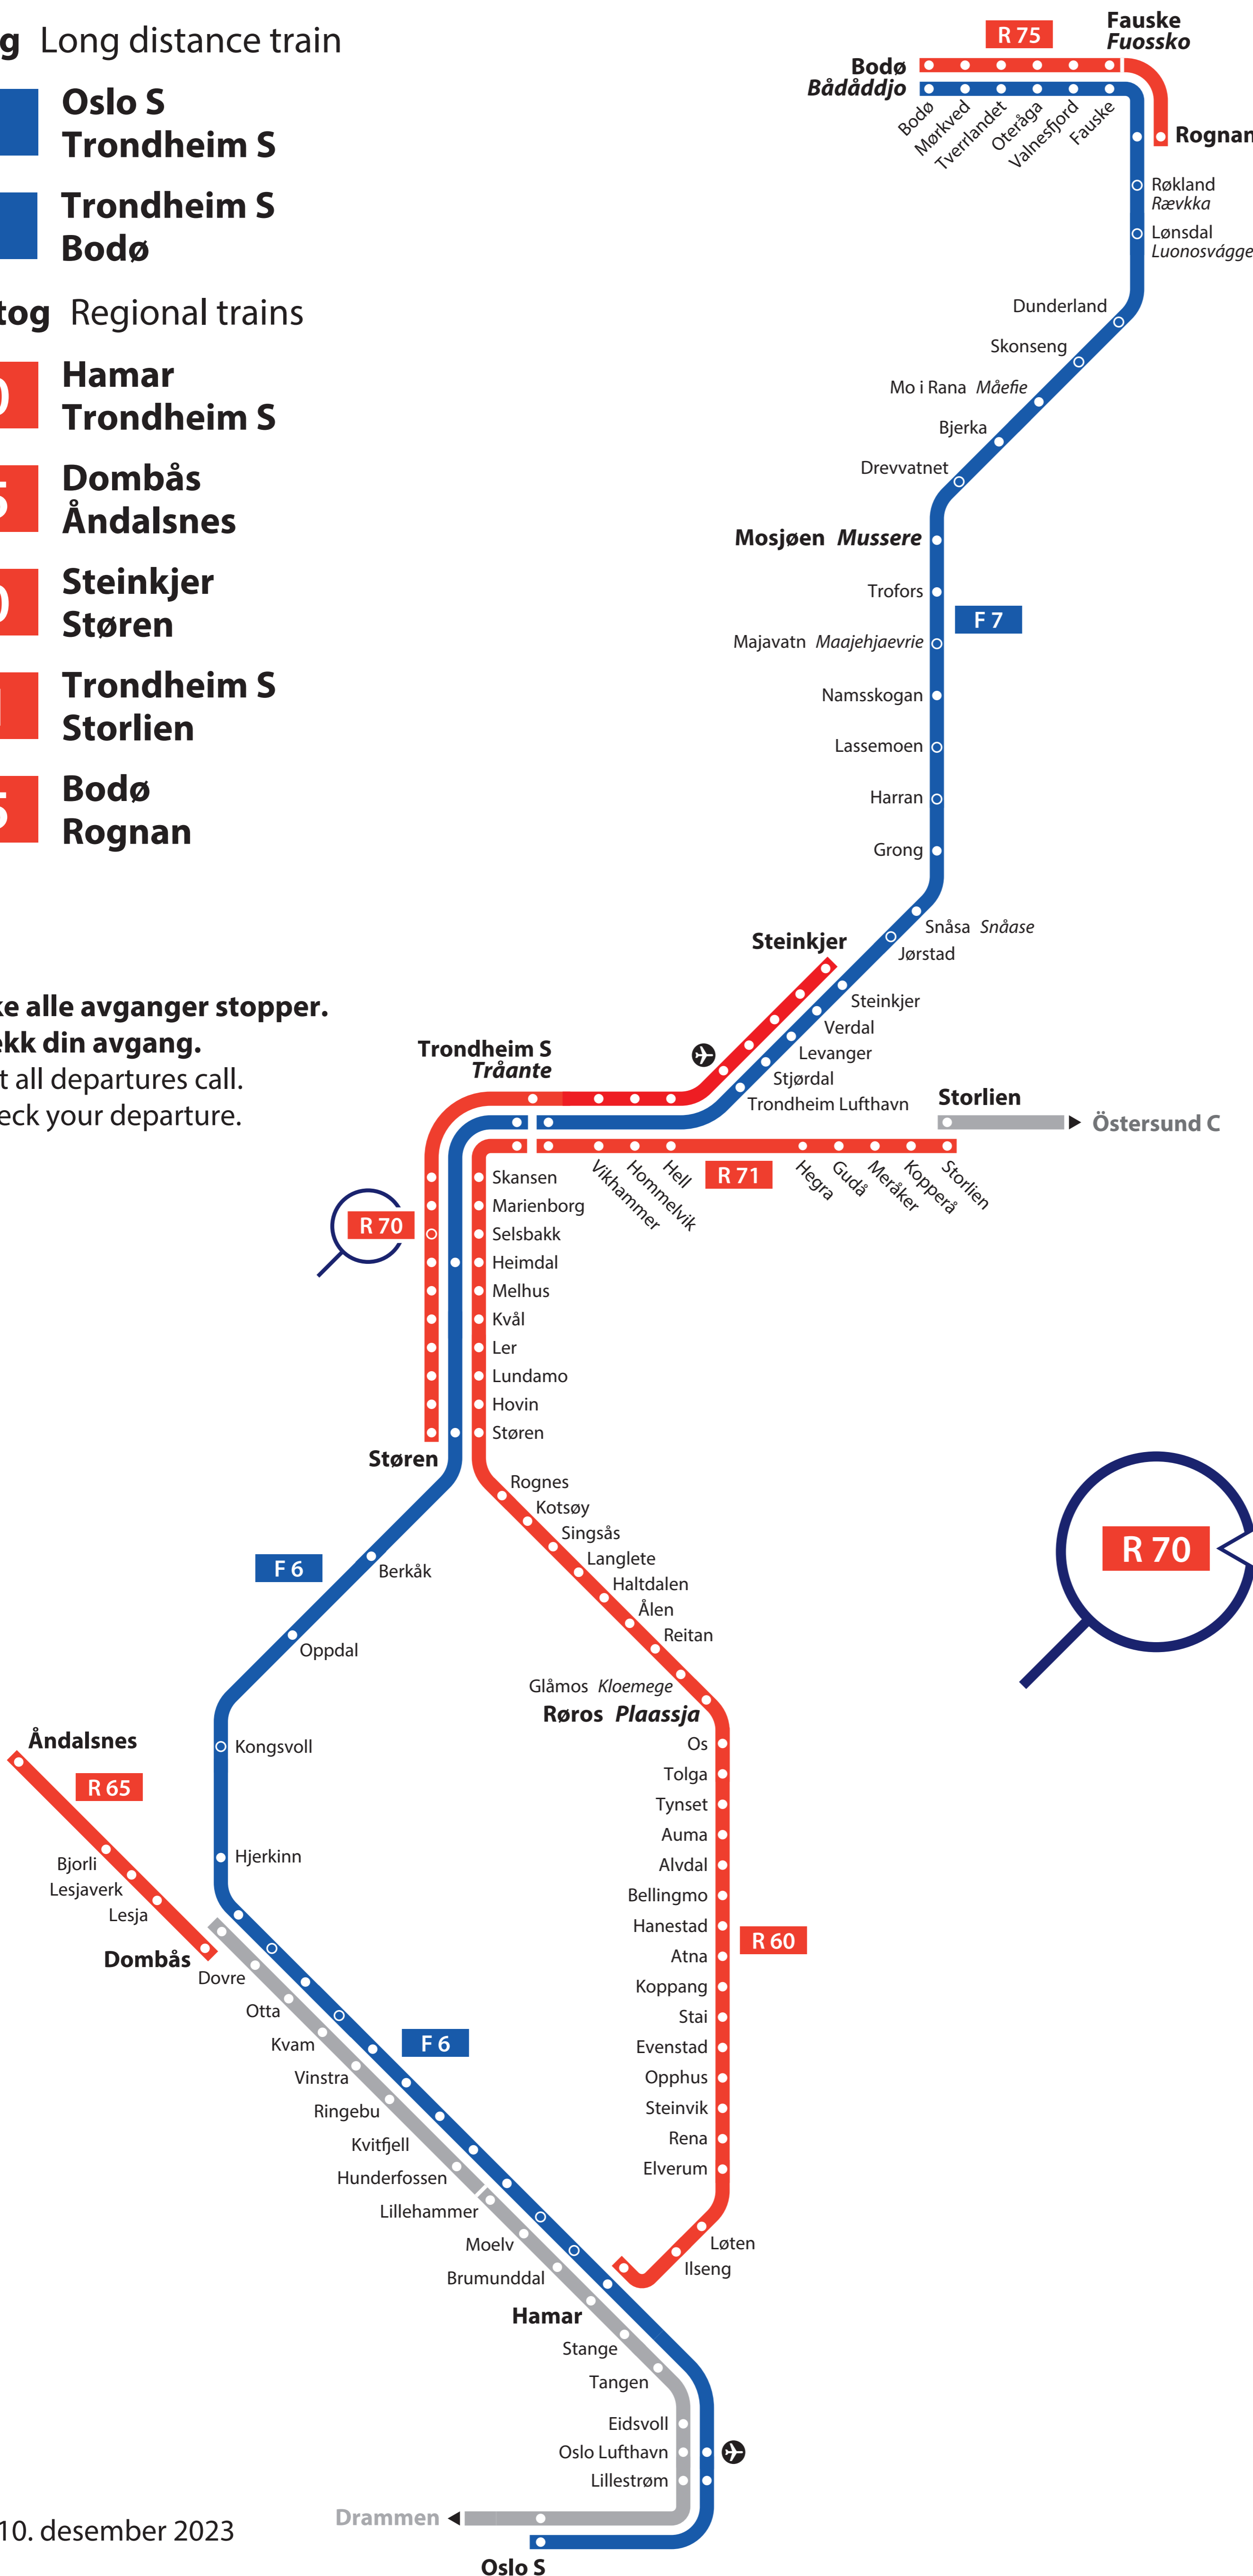 g Long distance train
Oslo S
Trondheim S
Trondheim S
Bodø
tog Regional trains
0
Hamar
Trondheim S
5
Dombås
Åndalsnes
0
Steinkjer
Støren
1
Trondheim S
Storlien
5
Bodø
Rognan
ke alle avganger stopper.
ekk din avgang.
t all departures call.
eck your departure.
10. desember 2023
R 75
Fauske
Fuossko
Bodø
Bådåddjo
Bodø
Mørkved
Tverrlandet
Oteråga
Valnesfjord
Fauske
Rognan
Røkland
Rævkka
Lønsdal
Luonosvágge
Dunderland
Skonseng
Mo i Rana Måefie
Bjerka
Drevvatnet
Mosjøen Mussere
Trofors
F 7
Majavatn Maajehjaevrie
Namsskogan
Lassemoen
Harran
Grong
Snåsa Snåase
Jørstad
Steinkjer
Steinkjer
Verdal
Levanger
Stjørdal
Trondheim Lufthavn
Trondheim S
Tråante
Storlien
Östersund C
Vikhammer
Hommelvik
Hell
R 71
Hegra
Gudå
Meråker
Kopperå
Storlien
R 70
Skansen
Marienborg
Selsbakk
Heimdal
Melhus
Kvål
Ler
Lundamo
Hovin
Støren
Støren
Rognes
Kotsøy
Singsås
Langlete
Haltdalen
Ålen
Reitan
Glåmos Kloemege
Røros Plaassja
R 70
F 6
Berkåk
Oppdal
Kongsvoll
Hjerkinn
Åndalsnes
R 65
Bjorli
Lesjaverk
Lesja
Dombås
Os
Tolga
Tynset
Auma
Alvdal
Bellingmo
Hanestad
R 60
Atna
Koppang
Stai
Evenstad
Opphus
Steinvik
Rena
Elverum
Løten
Ilseng
Dovre
Otta
Kvam
F 6
Vinstra
Ringebu
Kvitfjell
Hunderfossen
Lillehammer
Moelv
Brumunddal
Hamar
Stange
Tangen
Eidsvoll
Oslo Lufthavn
Lillestrøm
Drammen
Oslo S